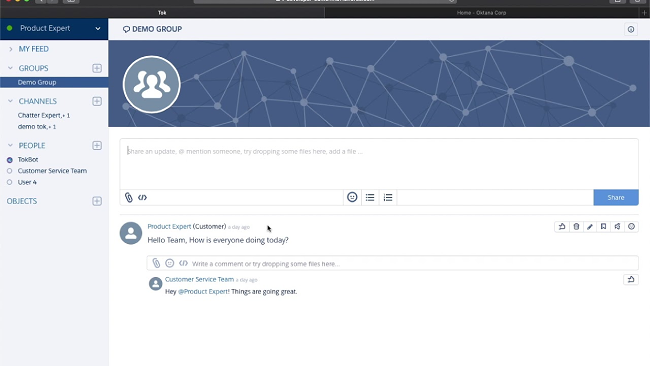 Tok
Home - Oktana Corp
Product Expert
DEMO GROUP
MY FEED
GROUPS
Demo Group
CHANNELS
Chatter Expert,+ 1
demo tok,+ 1
PEOPLE
TokBot
Customer Service Team
User 4
OBJECTS
Share an update, @ mention someone, try dropping some files here, add a file ...
Share
Product Expert (Customer) a day ago
Hello Team, How is everyone doing today?
Write a comment or try dropping some files here...
Customer Service Team a day ago
Hey @Product Expert! Things are going great.